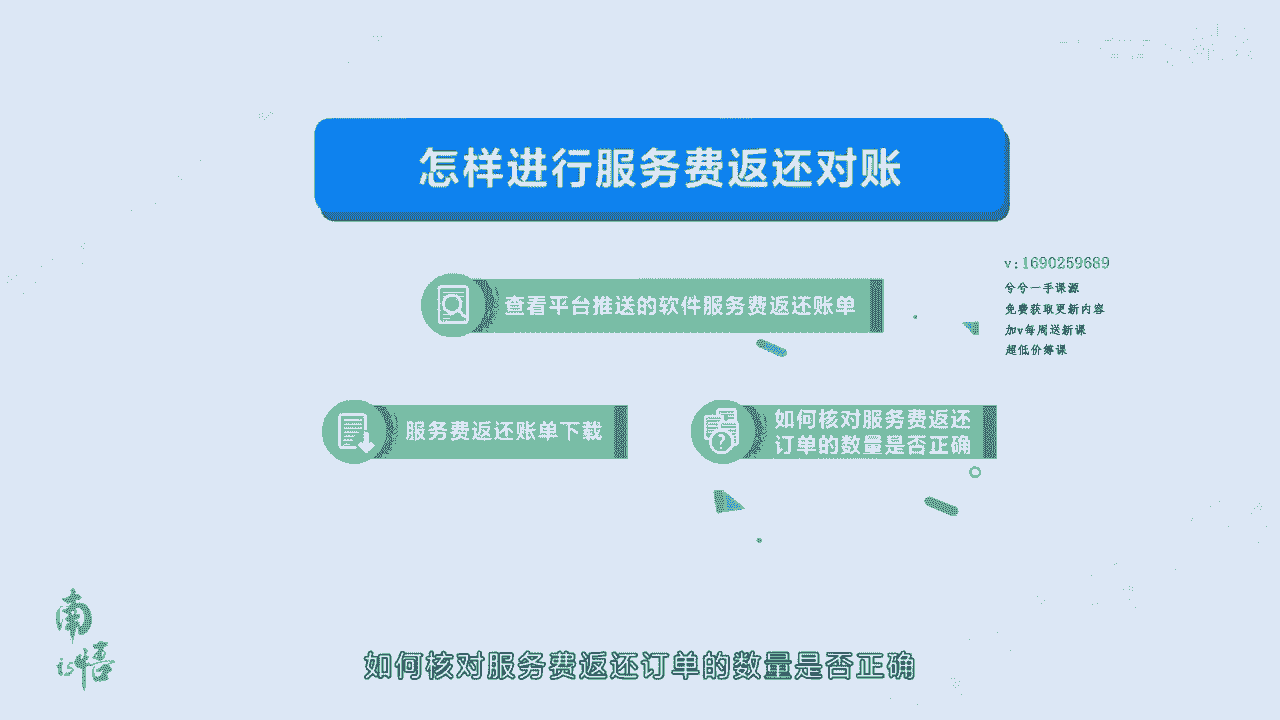 怎样进行服务费返还对账
查看平台推送的软件服务费返还账单
v:1690259689
兮兮一手课源
免费获取更新内容
加v每周送新课
超低价筹课
服务费返还账单下载
如何核对服务费返还
订单的数量是否正确
南
如何核对服务费返还订单的数量是否正确